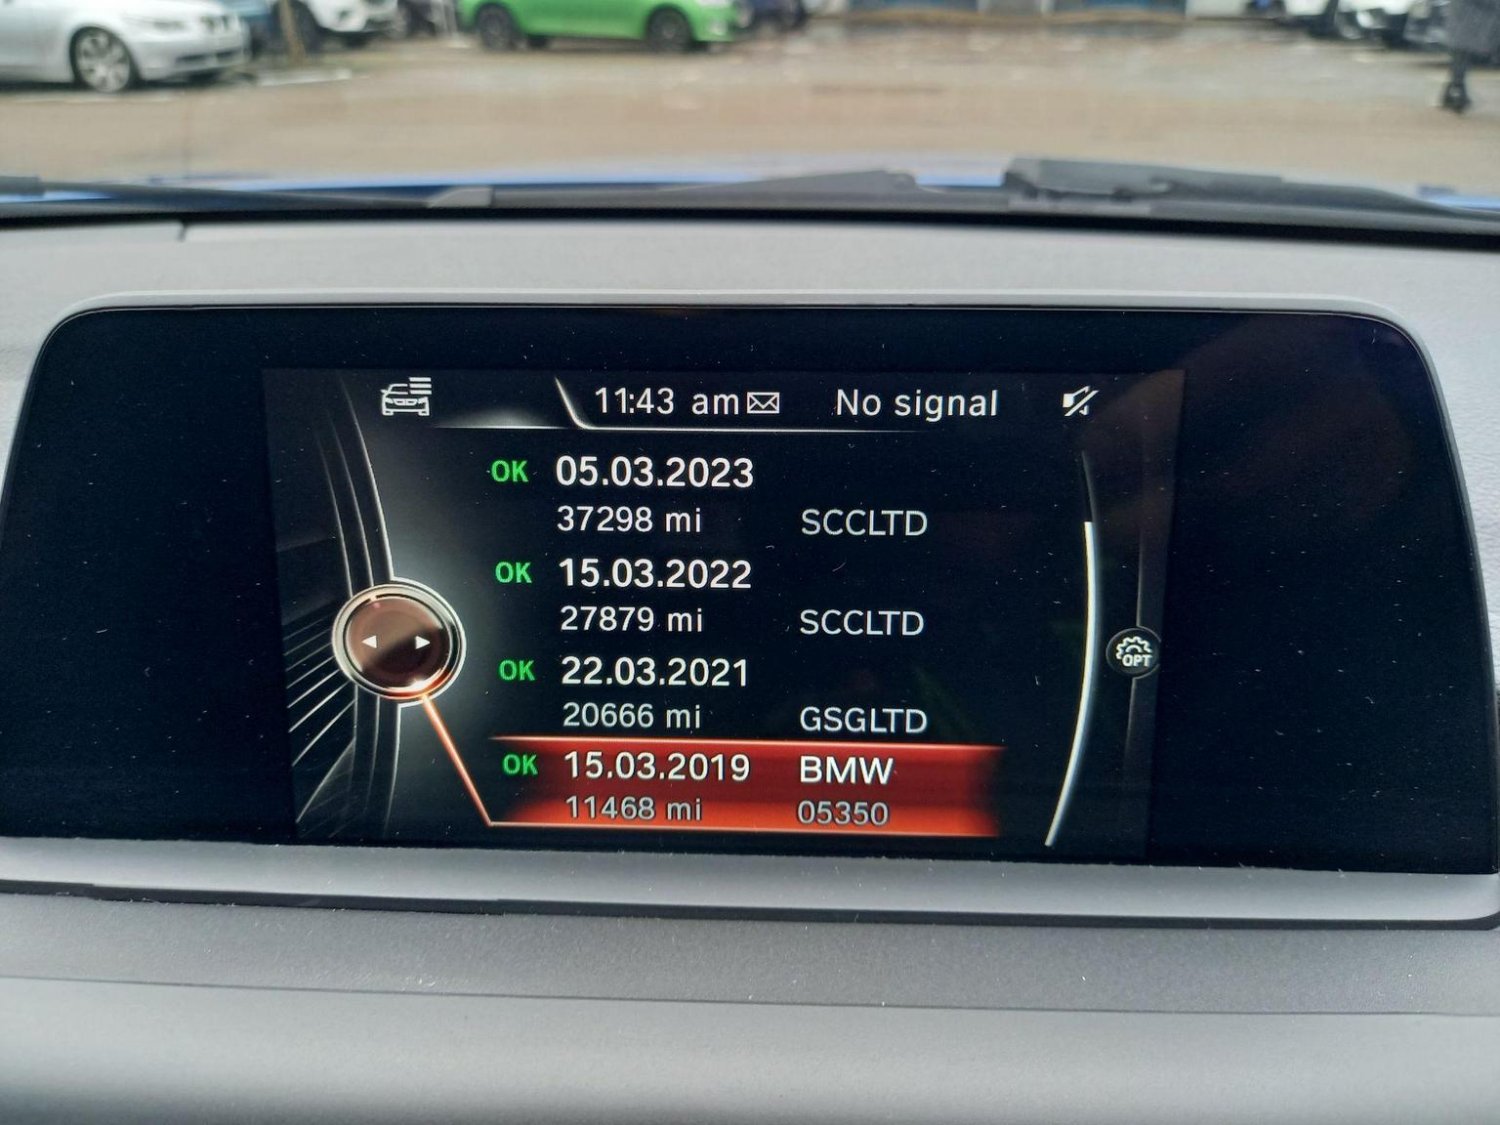 11:43 am No signal
OK 05.03.2023
37298 mi SCCLTD
OK 15.03.2022
27879 mi SCCLTD
OK 22.03.2021
20666 mi GSGLTD
OPT
OK 15.03.2019 BMW
11468 mi 05350